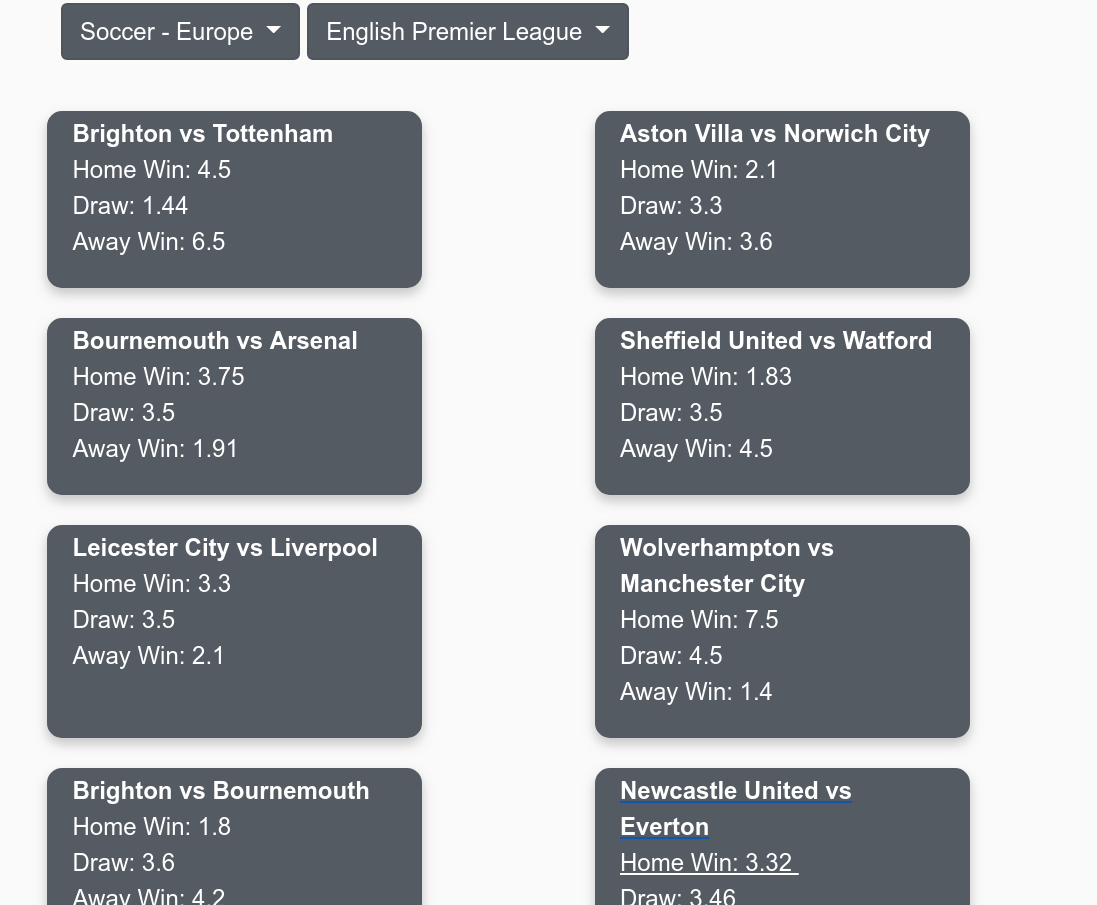 Soccer - Europe
English Premier League
Brighton vs Tottenham
Home Win: 4.5
Draw: 1.44
Away Win: 6.5
Aston Villa vs Norwich City
Home Win: 2.1
Draw: 3.3
Away Win: 3.6
Bournemouth vs Arsenal
Home Win: 3.75
Draw: 3.5
Away Win: 1.91
Sheffield United vs Watford
Home Win: 1.83
Draw: 3.5
Away Win: 4.5
Leicester City vs Liverpool
Home Win: 3.3
Draw: 3.5
Away Win: 2.1
Wolverhampton vs
Manchester City
Home Win: 7.5
Draw: 4.5
Away Win: 1.4
Brighton vs Bournemouth
Home Win: 1.8
Draw: 3.6
Away Win: 4.2
Newcastle United vs
Everton
Home Win: 3.32
Draw: 3.46